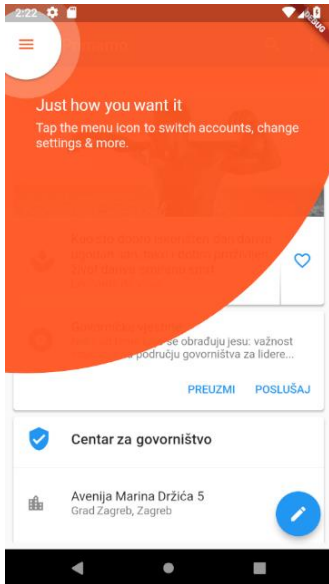 2:22
DEBUG
Just how you want it
Tap the menu icon to switch accounts, change
settings & more.
se obrađuju jesu: važnost
području govorništva za lidere...
PREUZMI POSLUŠAJ
Centar za govorništvo
Avenija Marina Držića 5
Grad Zagreb, Zagreb